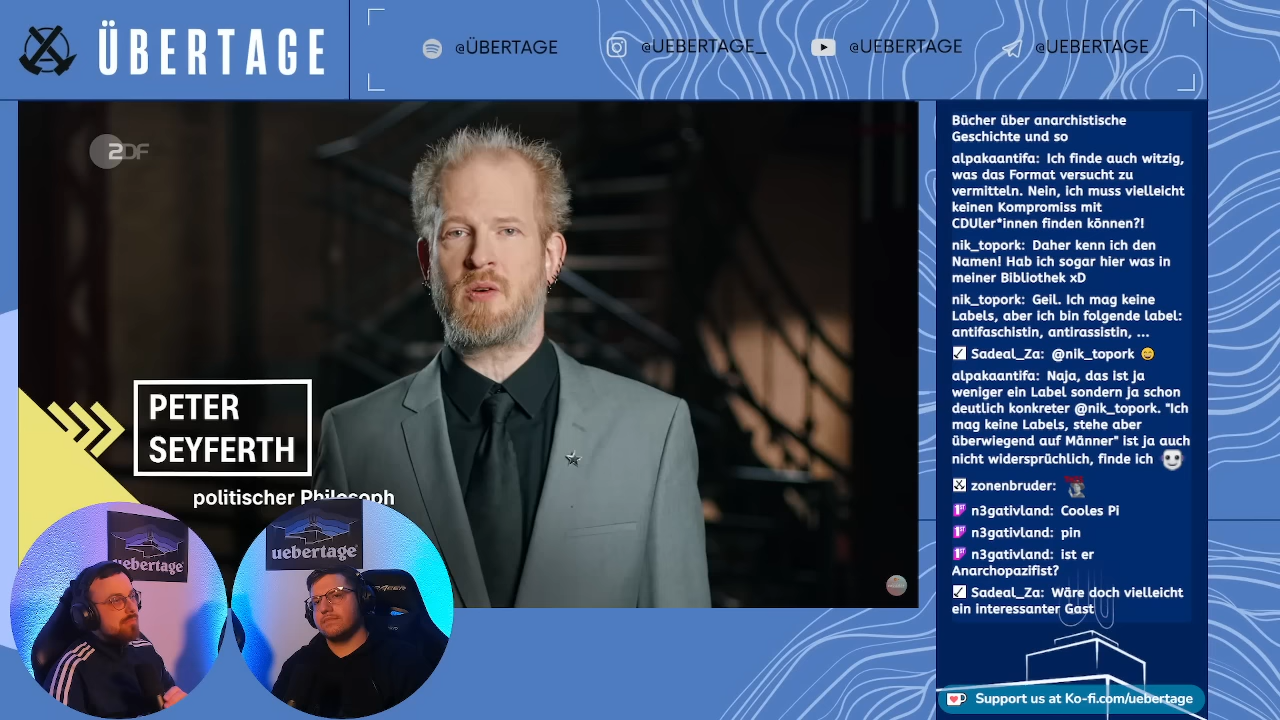 ÜBERTAGE
@ÜBERTAGE
@UEBERTAGE_
@UEBERTAGE
@UEBERTAGE
ZDF
PETER
SEYFERTH
politischer Philosoph
uebertage
uebertage
Bücher über anarchistische
Geschichte und so
alpakaantifa: Ich finde auch witzig,
was das Format versucht zu
vermitteln. Nein, ich muss vielleicht
keinen Kompromiss mit
CDUler*innen finden können?!
nik_topork: Daher kenn ich den
Namen! Hab ich sogar hier was in
meiner Bibliothek xD
nik_topork: Geil. Ich mag keine
Labels, aber ich bin folgende label:
antifaschistin, antirassistin, ...
Sadeal_Za: @nik_topork
alpakaantifa: Naja, das ist ja
weniger ein Label sondern ja schon
deutlich konkreter @nik_topork. "Ich
mag keine Labels, stehe aber
überwiegend auf Männer" ist ja auch
nicht widersprüchlich, finde ich
zonenbruder:
n3gativland: Cooles Pi
n3gativland: pin
n3gativland: ist er
Anarchopazifist?
Sadeal_Za: Wäre doch vielleicht
ein interessanter Gast
Support us at Ko-fi.com/uebertage